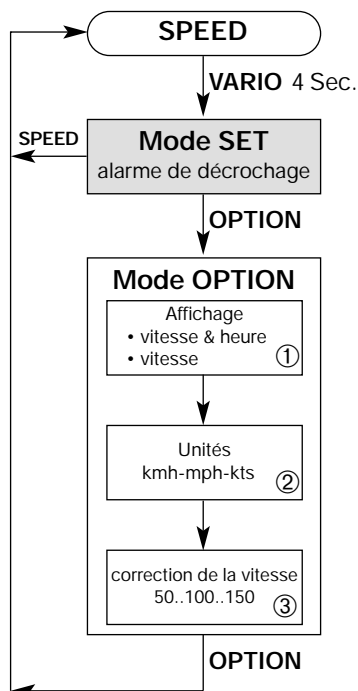 SPEED
VARIO 4 Sec.
SPEED
Mode SET
alarme de décrochage
OPTION
Mode OPTION
Affichage
• vitesse & heure
• vitesse
①
Unités
kmh-mph-kts
②
correction de la vitesse
50..100..150
③
OPTION